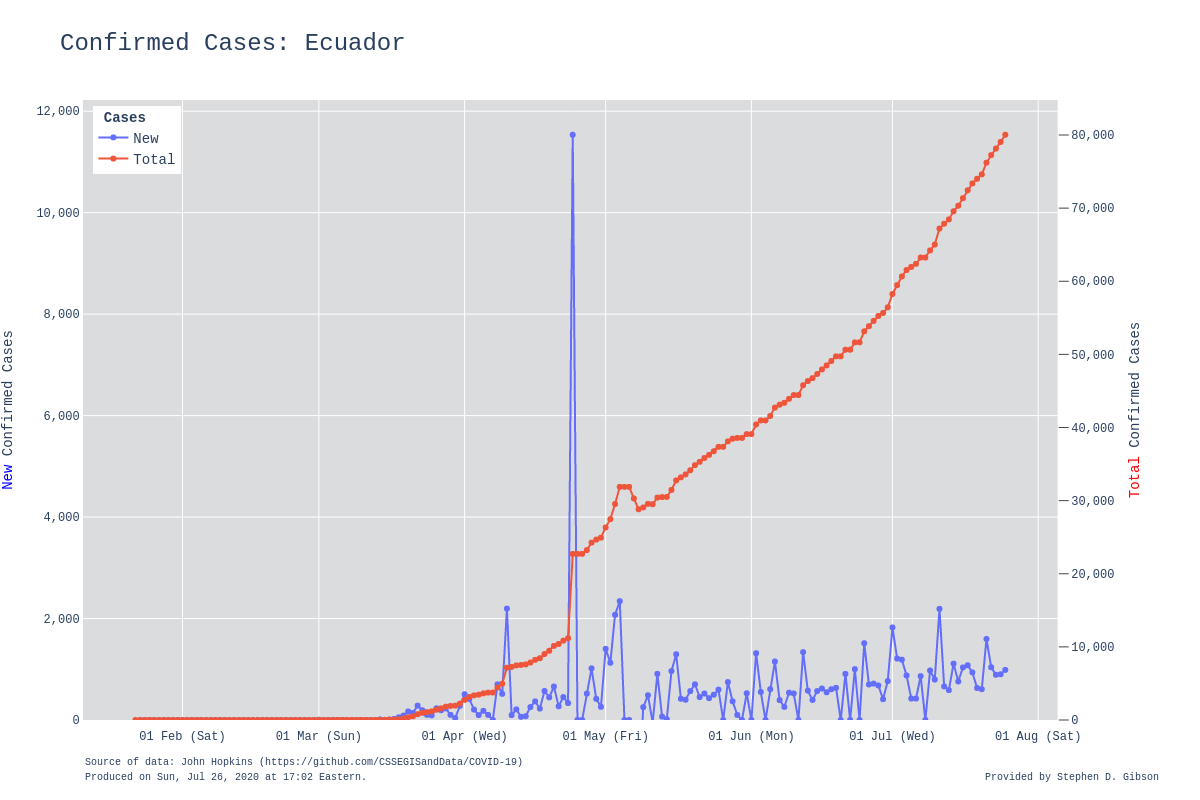 Confirmed Cases: Ecuador
Cases
New
Total
12,000
10,000
8,000
6,000
4,000
2,000
0
80,000
70,000
60,000
50,000
40,000
30,000
20,000
10,000
0
New Confirmed Cases
Total Confirmed Cases
01 Feb (Sat) 01 Mar (Sun) 01 Apr (Wed) 01 May (Fri) 01 Jun (Mon) 01 Jul (Wed) 01 Aug (Sat)
Source of data: John Hopkins (https://github.com/CSSEGISandData/COVID-19)
Produced on Sun, Jul 26, 2020 at 17:02 Eastern.
Provided by Stephen D. Gibson